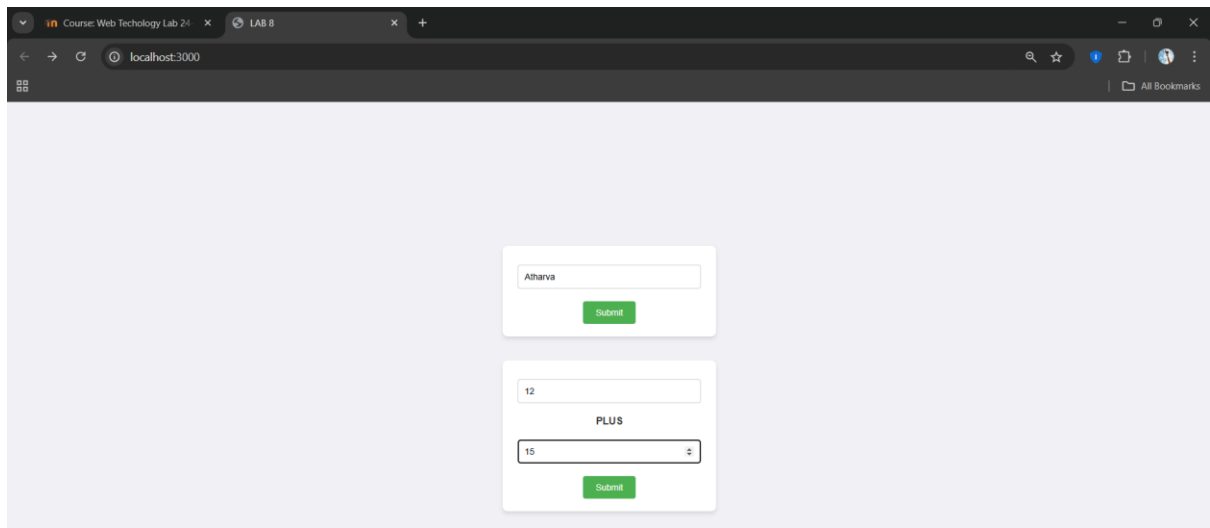 Course: Web Techology Lab 24
LAB 8
localhost:3000
All Bookmarks
Atharva
Submit
12
PLUS
15
Submit